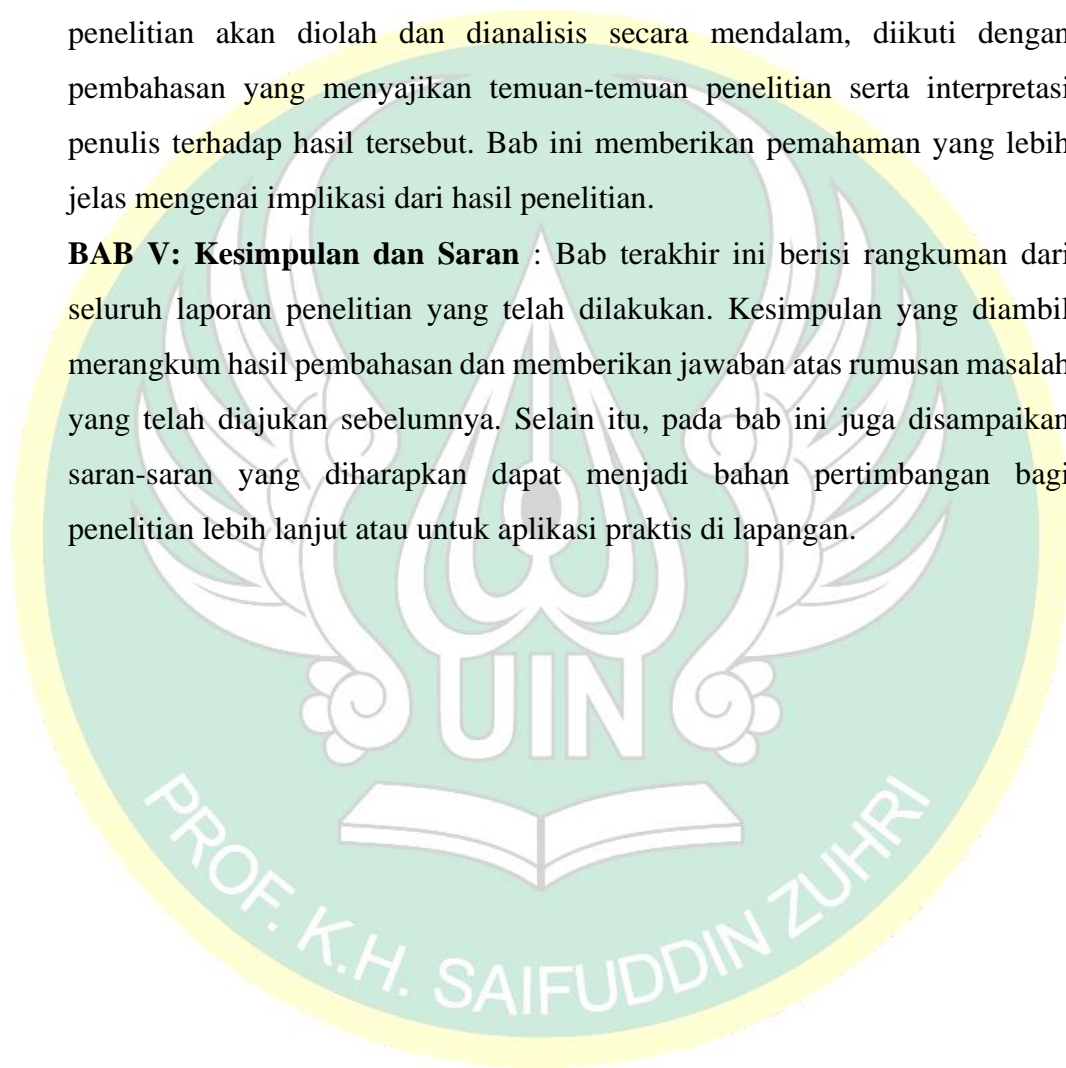 penelitian akan diolah dan dianalisis secara mendalam, diikuti dengan
pembahasan yang menyajikan temuan-temuan penelitian serta interpretasi
penulis terhadap hasil tersebut. Bab ini memberikan pemahaman yang lebih
jelas mengenai implikasi dari hasil penelitian.
BAB V: Kesimpulan dan Saran : Bab terakhir ini berisi rangkuman dari
seluruh laporan penelitian yang telah dilakukan. Kesimpulan yang diambil
merangkum hasil pembahasan dan memberikan jawaban atas rumusan masalah
yang telah diajukan sebelumnya. Selain itu, pada bab ini juga disampaikan
saran-saran yang diharapkan dapat menjadi bahan pertimbangan bagi
penelitian lebih lanjut atau untuk aplikasi praktis di lapangan.
UIN
PROF. K.H. SAIFUDDIN ZUHRI